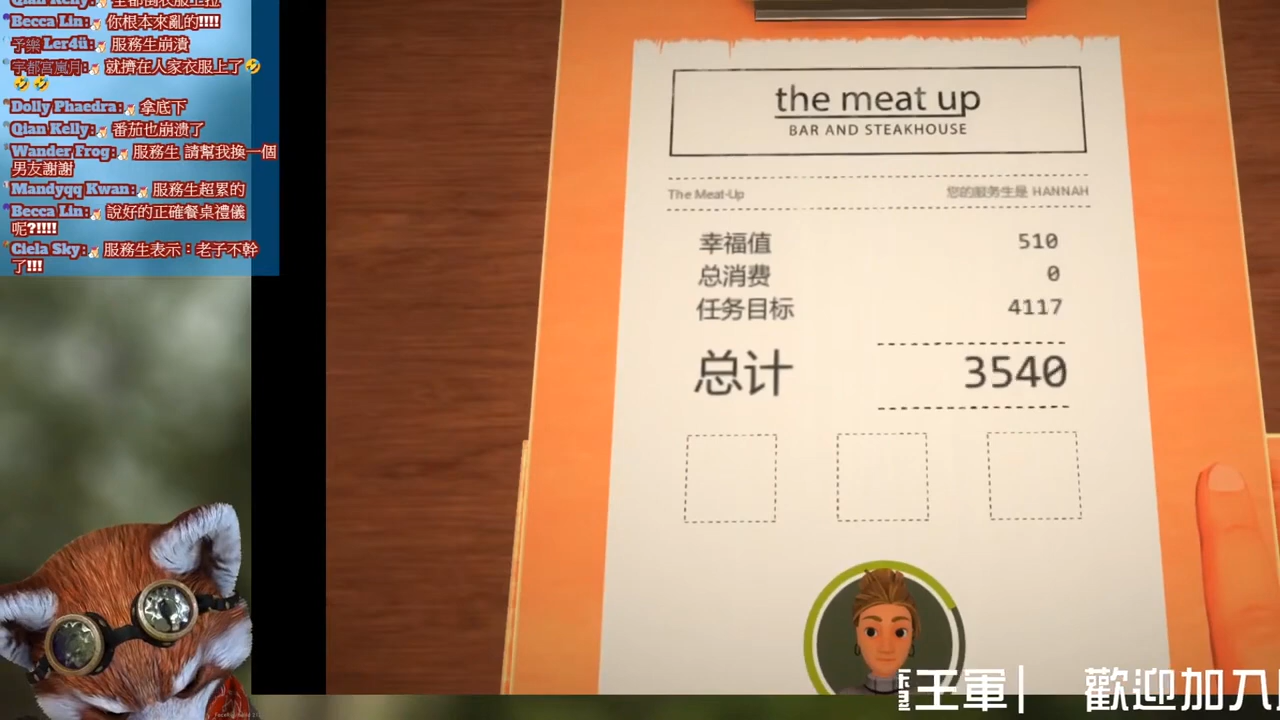 Becca Lin: 你根本來亂的!!!!
予樂 Ler4ü: 服務生崩潰
宇都宮嵐月: 就擠在人家衣服上了🤣
🤣🤣
Dolly Phaedra: 拿底下
Qian Kelly: 番茄也崩潰了
Wander Frog: 服務生 請幫我換一個
男友謝謝
Mandyqq Kwan: 服務生超累的
Becca Lin: 說好的正確餐桌禮儀
呢?!!!!
Ciela Sky: 服務生表示：老子不幹
了!!!
the meat up
BAR AND STEAKHOUSE
The Meat-Up 您的服务生是 HANNAH
幸福值 510
总消费 0
任务目标 4117
总计 3540
王軍| 歡迎加入